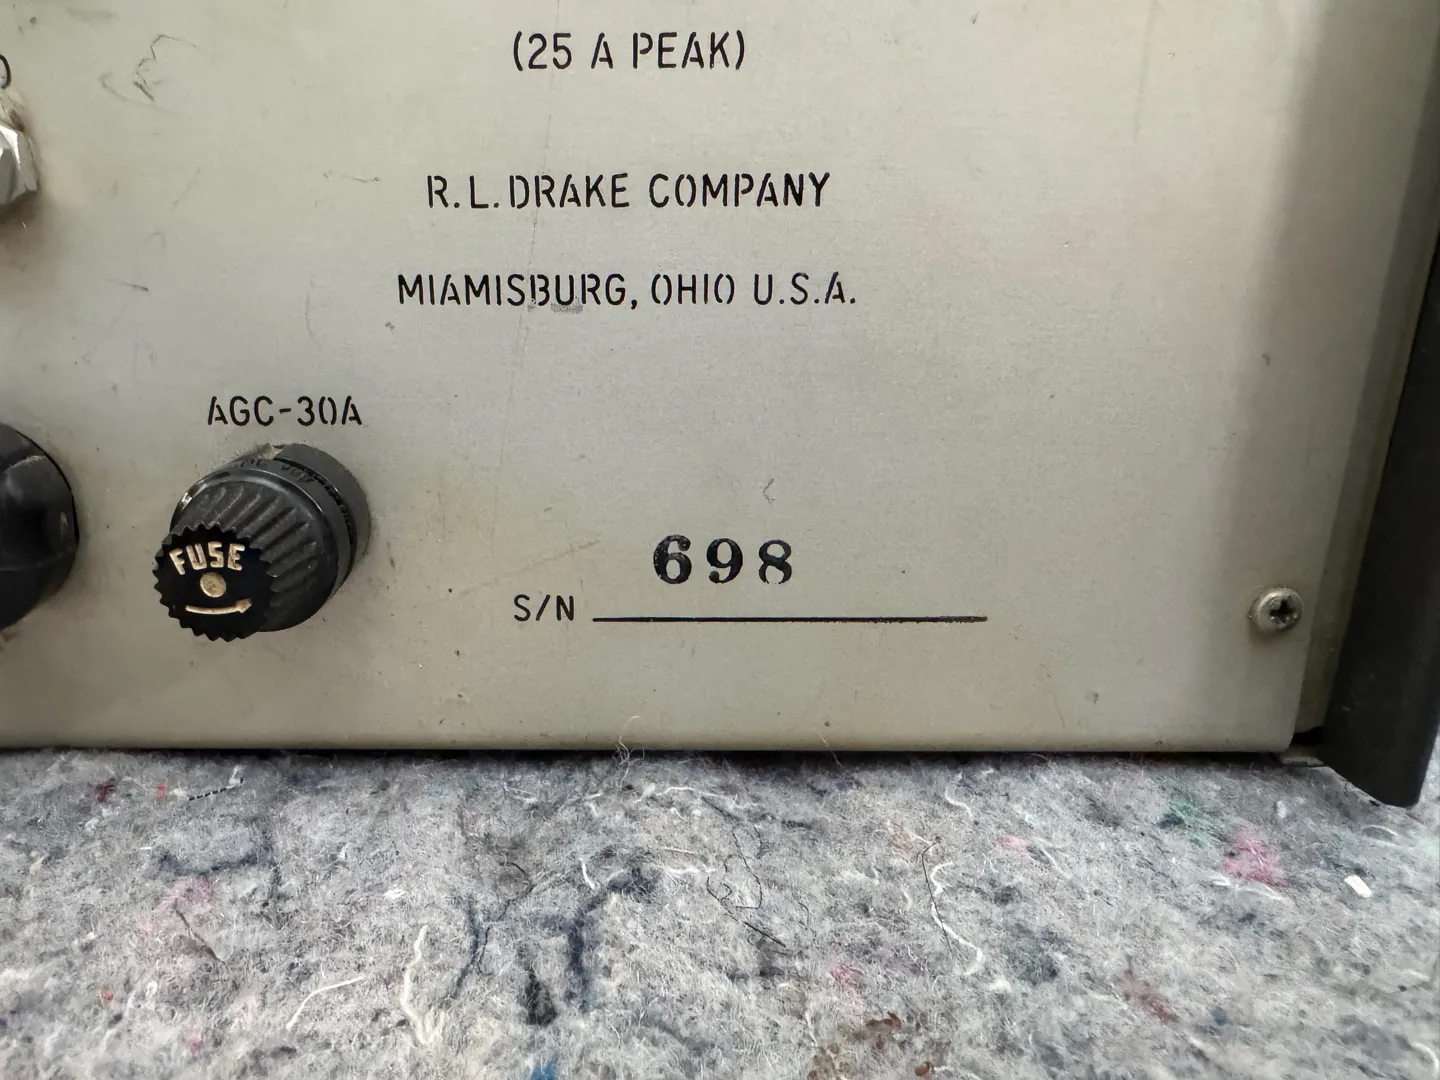 (25 A PEAK)
R. L. DRAKE COMPANY
MIAMISBURG, OHIO U.S.A.
AGC-30A
FUSE
698
S/N